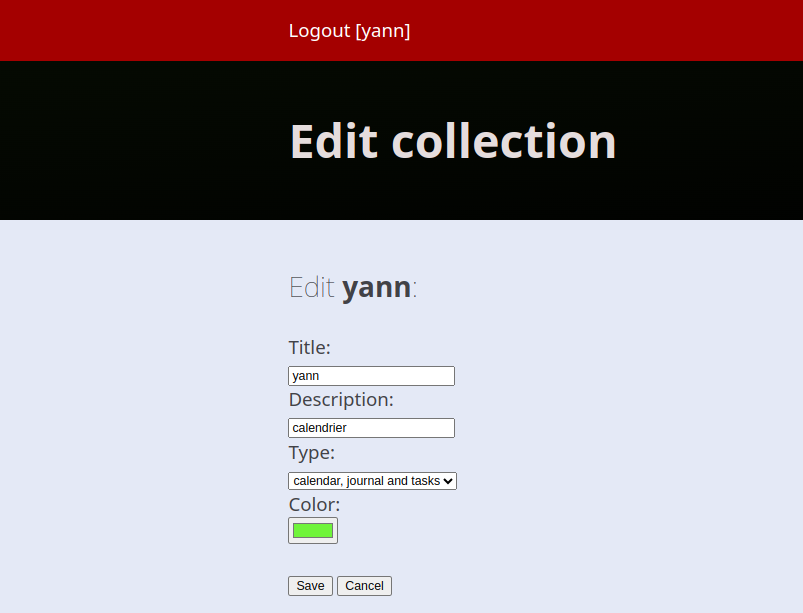 Logout [yann]
Edit collection
Edit yann:
Title:
yann
Description:
calendrier
Type:
calendar, journal and tasks
Color:
Save Cancel